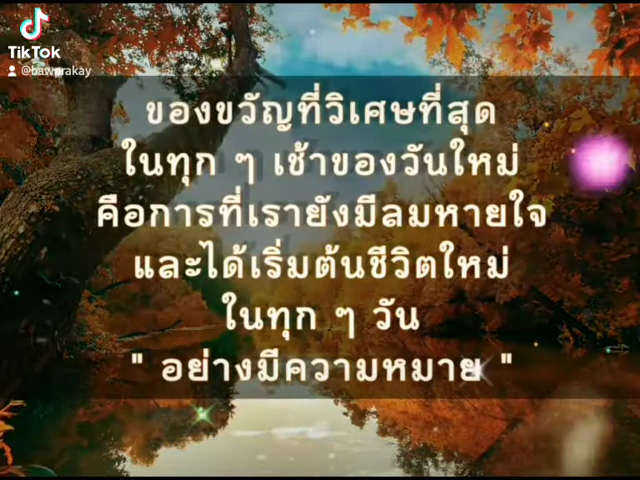 TikTok
@bawprakay
ของขวัญที่วิเศษที่สุด
ในทุก ๆ เช้าของวันใหม่
คือการที่เรายังมีลมหายใจ
และได้เริ่มต้นชีวิตใหม่
ในทุก ๆ วัน
" อย่างมีความหมาย "